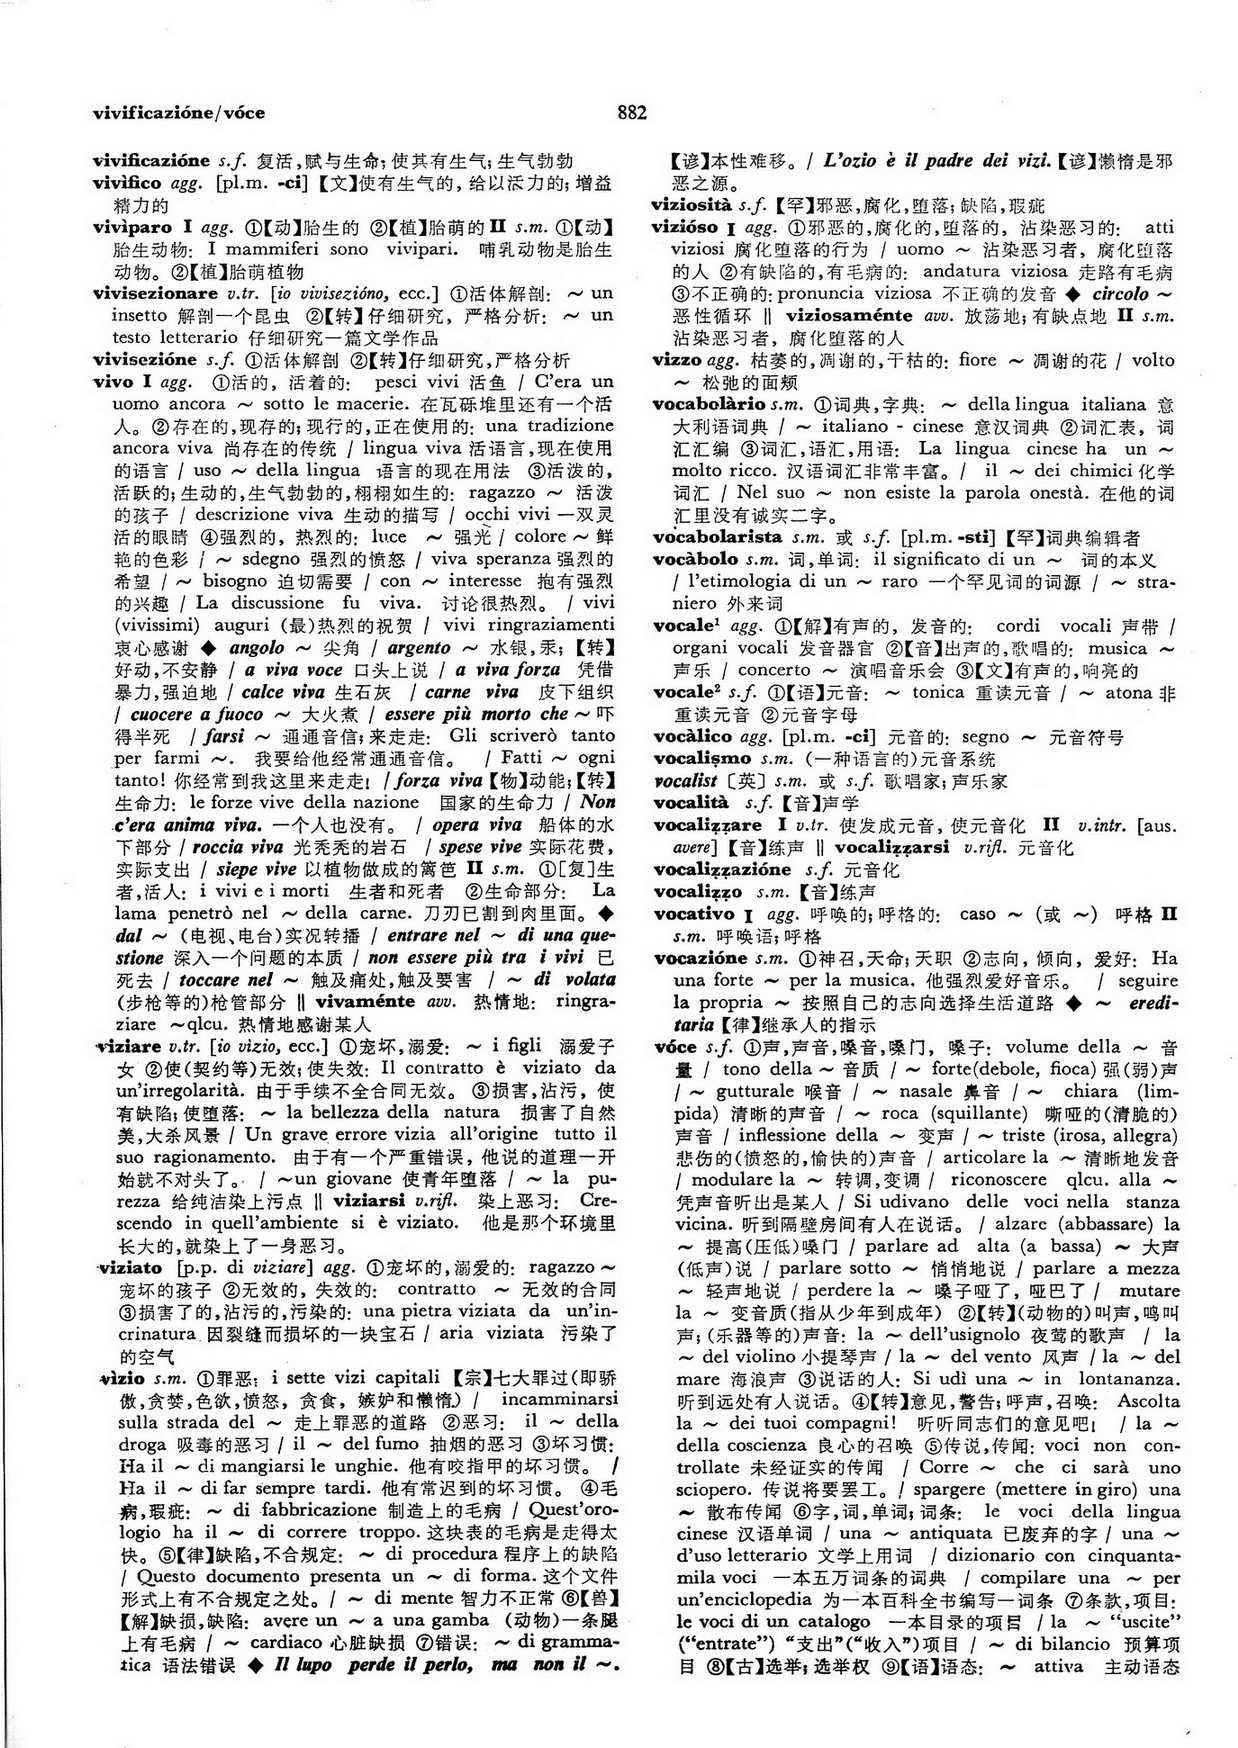 vivificazióne/vóce
882
vivificazióne s.f. 复活,赋与生命;使其有生气;生气勃勃
vivìfico agg. [pl.m. -ci]【文】使有生气的, 给以活力的;增益
精力的
vivìparo I agg. ①【动】胎生的 ②【植】胎萌的 II s.m. ①【动】
胎生动物: I mammiferi sono vivipari. 哺乳动物是胎生
动物。②【植】胎萌植物
vivisezionare v.tr. [io vivisezióno, ecc.] ①活体解剖: ~ un
insetto 解剖一个昆虫 ②【转】仔细研究, 严格分析: ~ un
testo letterario 仔细研究一篇文学作品
vivisezióne s.f. ①活体解剖 ②【转】仔细研究,严格分析
vivo I agg. ①活的, 活着的: pesci vivi 活鱼 / C'era un
uomo ancora ~ sotto le macerie. 在瓦砾堆里还有一个活
人。②存在的,现存的;现行的,正在使用的: una tradizione
ancora viva 尚存在的传统 / lingua viva 活语言,现在使用
的语言 / uso ~ della lingua 语言的现在用法 ③活泼的,
活跃的;生动的,生气勃勃的,栩栩如生的: ragazzo ~ 活泼
的孩子 / descrizione viva 生动的描写 / occhi vivi 一双灵
活的眼睛 ④强烈的, 热烈的: luce ~ 强光 / colore ~ 鲜
艳的色彩 / ~ sdegno 强烈的愤怒 / viva speranza 强烈的
希望 / ~ bisogno 迫切需要 / con ~ interesse 抱有强烈
的兴趣 / La discussione fu viva. 讨论很热烈。 / vivi
(vivissimi) auguri (最)热烈的祝贺 / vivi ringraziamenti
衷心感谢 ◆ angolo ~ 尖角 / argento ~ 水银,汞;【转】
好动,不安静 / a viva voce 口头上说 / a viva forza 凭借
暴力,强迫地 / calce viva 生石灰 / carne viva 皮下组织
/ cuocere a fuoco ~ 大火煮 / essere più morto che ~ 吓
得半死 / farsi ~ 通通音信;来走走: Gli scriverò tanto
per farmi ~. 我要给他经常通通音信。 / Fatti ~ ogni
tanto! 你经常到我这里来走走! / forza viva【物】动能;【转】
生命力: le forze vive della nazione 国家的生命力 / Non
c'era anima viva. 一个人也没有。 / opera viva 船体的水
下部分 / roccia viva 光秃秃的岩石 / spese vive 实际花费,
实际支出 / siepe vive 以植物做成的篱笆 II s.m. ①[复]生
者,活人: i vivi e i morti 生者和死者 ②生命部分: La
lama penetrò nel ~ della carne. 刀刃已割到肉里面。◆
dal ~ (电视、电台)实况转播 / entrare nel ~ di una que-
stione 深入一个问题的本质 / non essere più tra i vivi 已
死去 / toccare nel ~ 触及痛处,触及要害 / ~ di volata
(步枪等的)枪管部分 ‖ vivaménte avv. 热情地: ringra-
ziare ~qlcu. 热情地感谢某人
viziare v.tr. [io vizio, ecc.] ①宠坏,溺爱: ~ i figli 溺爱子
女 ②使(契约等)无效;使失效: Il contratto è viziato da
un'irregolarità. 由于手续不全合同无效。 ③损害,沾污, 使
有缺陷;使堕落: ~ la bellezza della natura 损害了自然
美,大杀风景 / Un grave errore vizia all'origine tutto il
suo ragionamento. 由于有一个严重错误, 他说的道理一开
始就不对头了。 / ~un giovane 使青年堕落 / ~ la pu-
rezza 给纯洁染上污点 ‖ viziarsi v.rifl. 染上恶习: Cre-
scendo in quell'ambiente si è viziato. 他是那个环境里
长大的,就染上了一身恶习。
viziato [p.p. di viziare] agg. ①宠坏的,溺爱的: ragazzo ~
宠坏的孩子 ②无效的, 失效的: contratto ~ 无效的合同
③损害了的,沾污的,污染的: una pietra viziata da un'in-
crinatura 因裂缝而损坏的一块宝石 / aria viziata 污染了
的空气
vìzio s.m. ①罪恶: i sette vizi capitali 【宗】七大罪过(即骄
傲,贪婪,色欲,愤怒, 贪食, 嫉妒和懒惰) / incamminarsi
sulla strada del ~ 走上罪恶的道路 ②恶习: il ~ della
droga 吸毒的恶习 / il ~ del fumo 抽烟的恶习 ③坏习惯:
Ha il ~ di mangiarsi le unghie. 他有咬指甲的坏习惯。 /
Ha il ~ di far sempre tardi. 他有常迟到的坏习惯。 ④毛
病,瑕疵: ~ di fabbricazione 制造上的毛病 / Quest'oro-
logio ha il ~ di correre troppo. 这块表的毛病是走得太
快。⑤【律】缺陷,不合规定: ~ di procedura 程序上的缺陷
/ Questo documento presenta un ~ di forma. 这个文件
形式上有不合规定之处。/ ~ di mente 智力不正常 ⑥【兽】
【解】缺损,缺陷: avere un ~ a una gamba (动物)一条腿
上有毛病 / ~ cardiaco 心脏缺损 ⑦错误: ~ di gramma-
tica 语法错误 ◆ Il lupo perde il perlo, ma non il ~.
【谚】本性难移。/ L'ozio è il padre dei vizi.【谚】懒惰是邪
恶之源。
viziosità s.f.【罕】邪恶,腐化,堕落;缺陷,瑕疵
vizióso I agg. ①邪恶的,腐化的,堕落的, 沾染恶习的: atti
viziosi 腐化堕落的行为 / uomo ~ 沾染恶习者, 腐化堕落
的人 ②有缺陷的,有毛病的: andatura viziosa 走路有毛病
③不正确的: pronuncia viziosa 不正确的发音 ◆ circolo ~
恶性循环 ‖ viziosaménte avv. 放荡地;有缺点地 II s.m.
沾染恶习者, 腐化堕落的人
vizzo agg. 枯萎的,凋谢的,干枯的: fiore ~ 凋谢的花 / volto
~ 松弛的面颊
vocabolàrio s.m. ①词典,字典: ~ della lingua italiana 意
大利语词典 / ~ italiano - cinese 意汉词典 ②词汇表, 词
汇汇编 ③词汇,语汇,用语: La lingua cinese ha un ~
molto ricco. 汉语词汇非常丰富。/ il ~ dei chimici 化学
词汇 / Nel suo ~ non esiste la parola onestà. 在他的词
汇里没有诚实二字。
vocabolarista s.m. 或 s.f. [pl.m. -sti]【罕】词典编辑者
vocàbolo s.m. 词,单词: il significato di un ~ 词的本义
/ l'etimologia di un ~ raro 一个罕见词的词源 / ~ stra-
niero 外来词
vocale¹ agg. ①【解】有声的, 发音的: cordi vocali 声带 /
organi vocali 发音器官 ②【音】出声的,歌唱的: musica ~
声乐 / concerto ~ 演唱音乐会 ③【文】有声的,响亮的
vocale² s.f. ①【语】元音: ~ tonica 重读元音 / ~ atona 非
重读元音 ②元音字母
vocàlico agg. [pl.m. -ci] 元音的: segno ~ 元音符号
vocaliṣmo s.m. (一种语言的)元音系统
vocalist〔英〕s.m. 或 s.f. 歌唱家;声乐家
vocalità s.f.【音】声学
vocaliẓẓare I v.tr. 使发成元音, 使元音化 II v.intr. [aus.
avere]【音】练声 ‖ vocaliẓẓarsi v.rifl. 元音化
vocaliẓẓazióne s.f. 元音化
vocaliẓẓo s.m.【音】练声
vocativo I agg. 呼唤的;呼格的: caso ~ (或 ~) 呼格 II
s.m. 呼唤语;呼格
vocazióne s.m. ①神召,天命;天职 ②志向, 倾向, 爱好: Ha
una forte ~ per la musica. 他强烈爱好音乐。 / seguire
la propria ~ 按照自己的志向选择生活道路 ◆ ~ eredi-
taria【律】继承人的指示
vóce s.f. ①声,声音,嗓音,嗓门, 嗓子: volume della ~ 音
量 / tono della ~ 音质 / ~ forte(debole, fioca) 强(弱)声
/ ~ gutturale 喉音 / ~ nasale 鼻音 / ~ chiara (lim-
pida) 清晰的声音 / ~ roca (squillante) 嘶哑的(清脆的)
声音 / inflessione della ~ 变声 / ~ triste (irosa, allegra)
悲伤的(愤怒的,愉快的)声音 / articolare la ~ 清晰地发音
/ modulare la ~ 转调,变调 / riconoscere qlcu. alla ~
凭声音听出是某人 / Si udivano delle voci nella stanza
vicina. 听到隔壁房间有人在说话。 / alzare (abbassare) la
~ 提高(压低)嗓门 / parlare ad alta (a bassa) ~ 大声
(低声)说 / parlare sotto ~ 悄悄地说 / parlare a mezza
~ 轻声地说 / perdere la ~ 嗓子哑了, 哑巴了 / mutare
la ~ 变音质(指从少年到成年) ②【转】(动物的)叫声,鸣叫
声;(乐器等的)声音: la ~ dell'usignolo 夜莺的歌声 / la
~ del violino 小提琴声 / la ~ del vento 风声 / la ~ del
mare 海浪声 ③说话的人: Si udì una ~ in lontananza.
听到远处有人说话。④【转】意见,警告;呼声,召唤: Ascolta
la ~ dei tuoi compagni! 听听同志们的意见吧! / la ~
della coscienza 良心的召唤 ⑤传说,传闻: voci non con-
trollate 未经证实的传闻 / Corre ~ che ci sarà uno
sciopero. 传说将要罢工。/ spargere (mettere in giro) una
~ 散布传闻 ⑥字,词,单词;词条: le voci della lingua
cinese 汉语单词 / una ~ antiquata 已废弃的字 / una ~
d'uso letterario 文学上用词 / dizionario con cinquanta-
mila voci 一本五万词条的词典 / compilare una ~ per
un'enciclopedia 为一本百科全书编写一词条 ⑦条款,项目:
le voci di un catalogo 一本目录的项目 / la ~ “uscite”
(“entrate”) “支出”(“收入”)项目 / ~ di bilancio 预算项
目 ⑧【古】选举;选举权 ⑨【语】语态: ~ attiva 主动语态